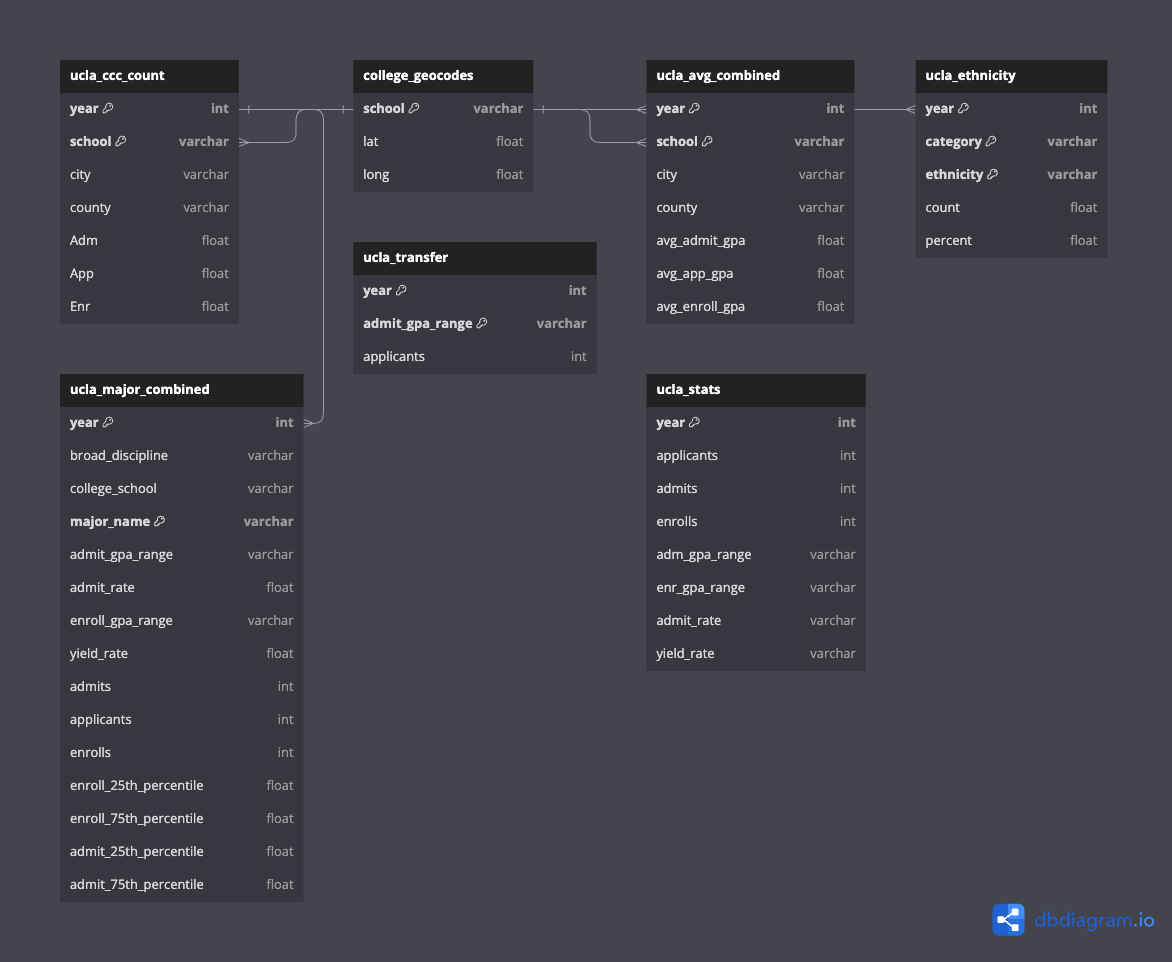 ucla_ccc_count
year int
school varchar
city varchar
county varchar
Adm float
App float
Enr float
college_geocodes
school varchar
lat float
long float
ucla_avg_combined
year int
school varchar
city varchar
county varchar
avg_admit_gpa float
avg_app_gpa float
avg_enroll_gpa float
ucla_ethnicity
year int
category varchar
ethnicity varchar
count float
percent float
ucla_transfer
year int
admit_gpa_range varchar
applicants int
ucla_major_combined
year int
broad_discipline varchar
college_school varchar
major_name varchar
admit_gpa_range varchar
admit_rate float
enroll_gpa_range varchar
yield_rate float
admits int
applicants int
enrolls int
enroll_25th_percentile float
enroll_75th_percentile float
admit_25th_percentile float
admit_75th_percentile float
ucla_stats
year int
applicants int
admits int
enrolls int
adm_gpa_range varchar
enr_gpa_range varchar
admit_rate varchar
yield_rate varchar
dbdiagram.io